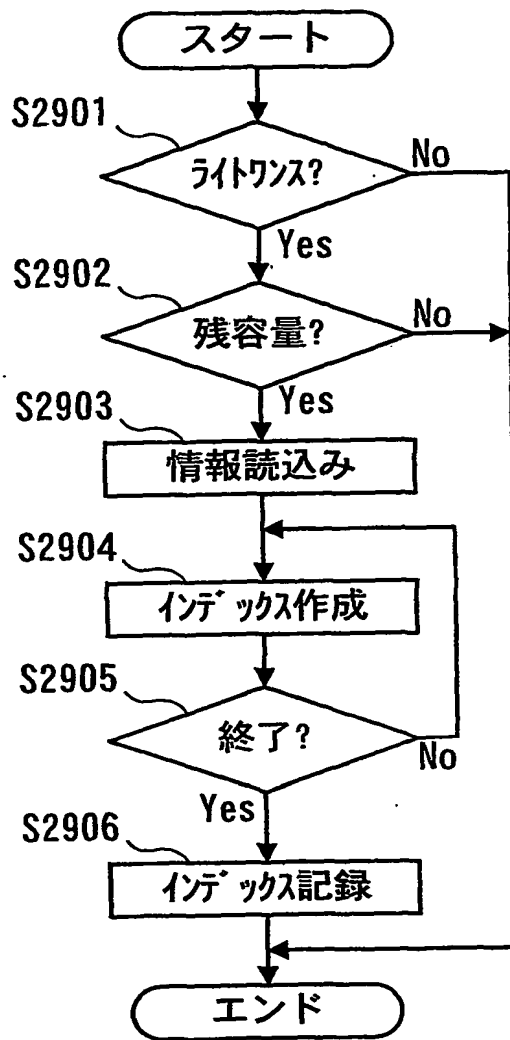 スタート
S2901
ライトワンス?
No
Yes
S2902
残容量?
No
Yes
S2903
情報読込み
S2904
インデックス作成
S2905
終了?
No
Yes
S2906
インデックス記録
エンド